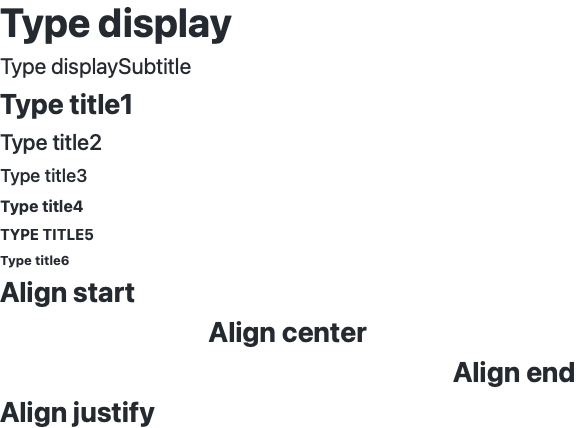 Type display
Type displaySubtitle
Type title1
Type title2
Type title3
Type title4
TYPE TITLE5
Type title6
Align start
Align center
Align end
Align justify